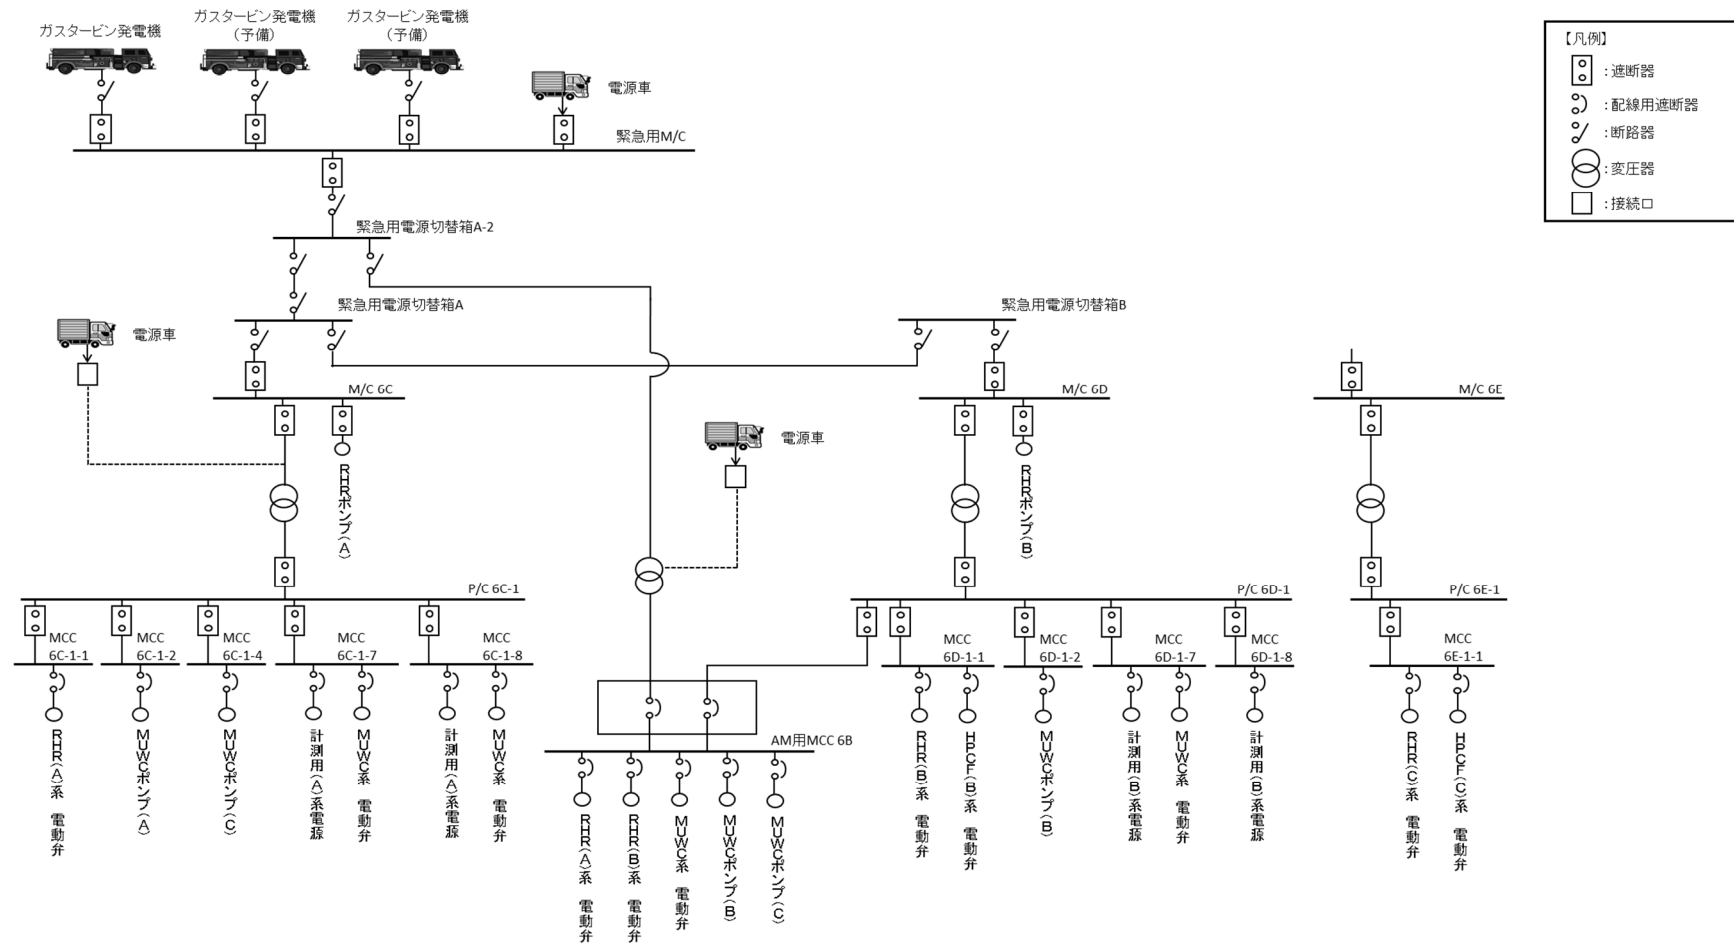 ガスタービン発電機
ガスタービン発電機
(予備)
ガスタービン発電機
(予備)
電源車
緊急用M/C
【凡例】
:遮断器
:配線用遮断器
:断路器
:変圧器
:接続口
緊急用電源切替箱A-2
緊急用電源切替箱A
緊急用電源切替箱B
電源車
M/C 6C
M/C 6D
M/C 6E
電源車
RHRポンプ(A)
RHRポンプ(B)
P/C 6C-1
P/C 6D-1
P/C 6E-1
MCC
6C-1-1
MCC
6C-1-2
MCC
6C-1-4
MCC
6C-1-7
MCC
6C-1-8
MCC
6D-1-1
MCC
6D-1-2
MCC
6D-1-7
MCC
6D-1-8
MCC
6E-1-1
RHR(A)系 電動弁
MUWCポンプ(A)
MUWCポンプ(C)
計測用(A)系電源
MUWC系 電動弁
計測用(A)系電源
MUWC系 電動弁
AM用MCC 6B
RHR(B)系 電動弁
HPCF(B)系 電動弁
MUWCポンプ(B)
計測用(B)系電源
MUWC系 電動弁
計測用(B)系電源
RHR(C)系 電動弁
HPCF(C)系 電動弁
RHR(A)系 電動弁
RHR(B)系 電動弁
MUWC系 電動弁
MUWCポンプ(B)
MUWCポンプ(C)